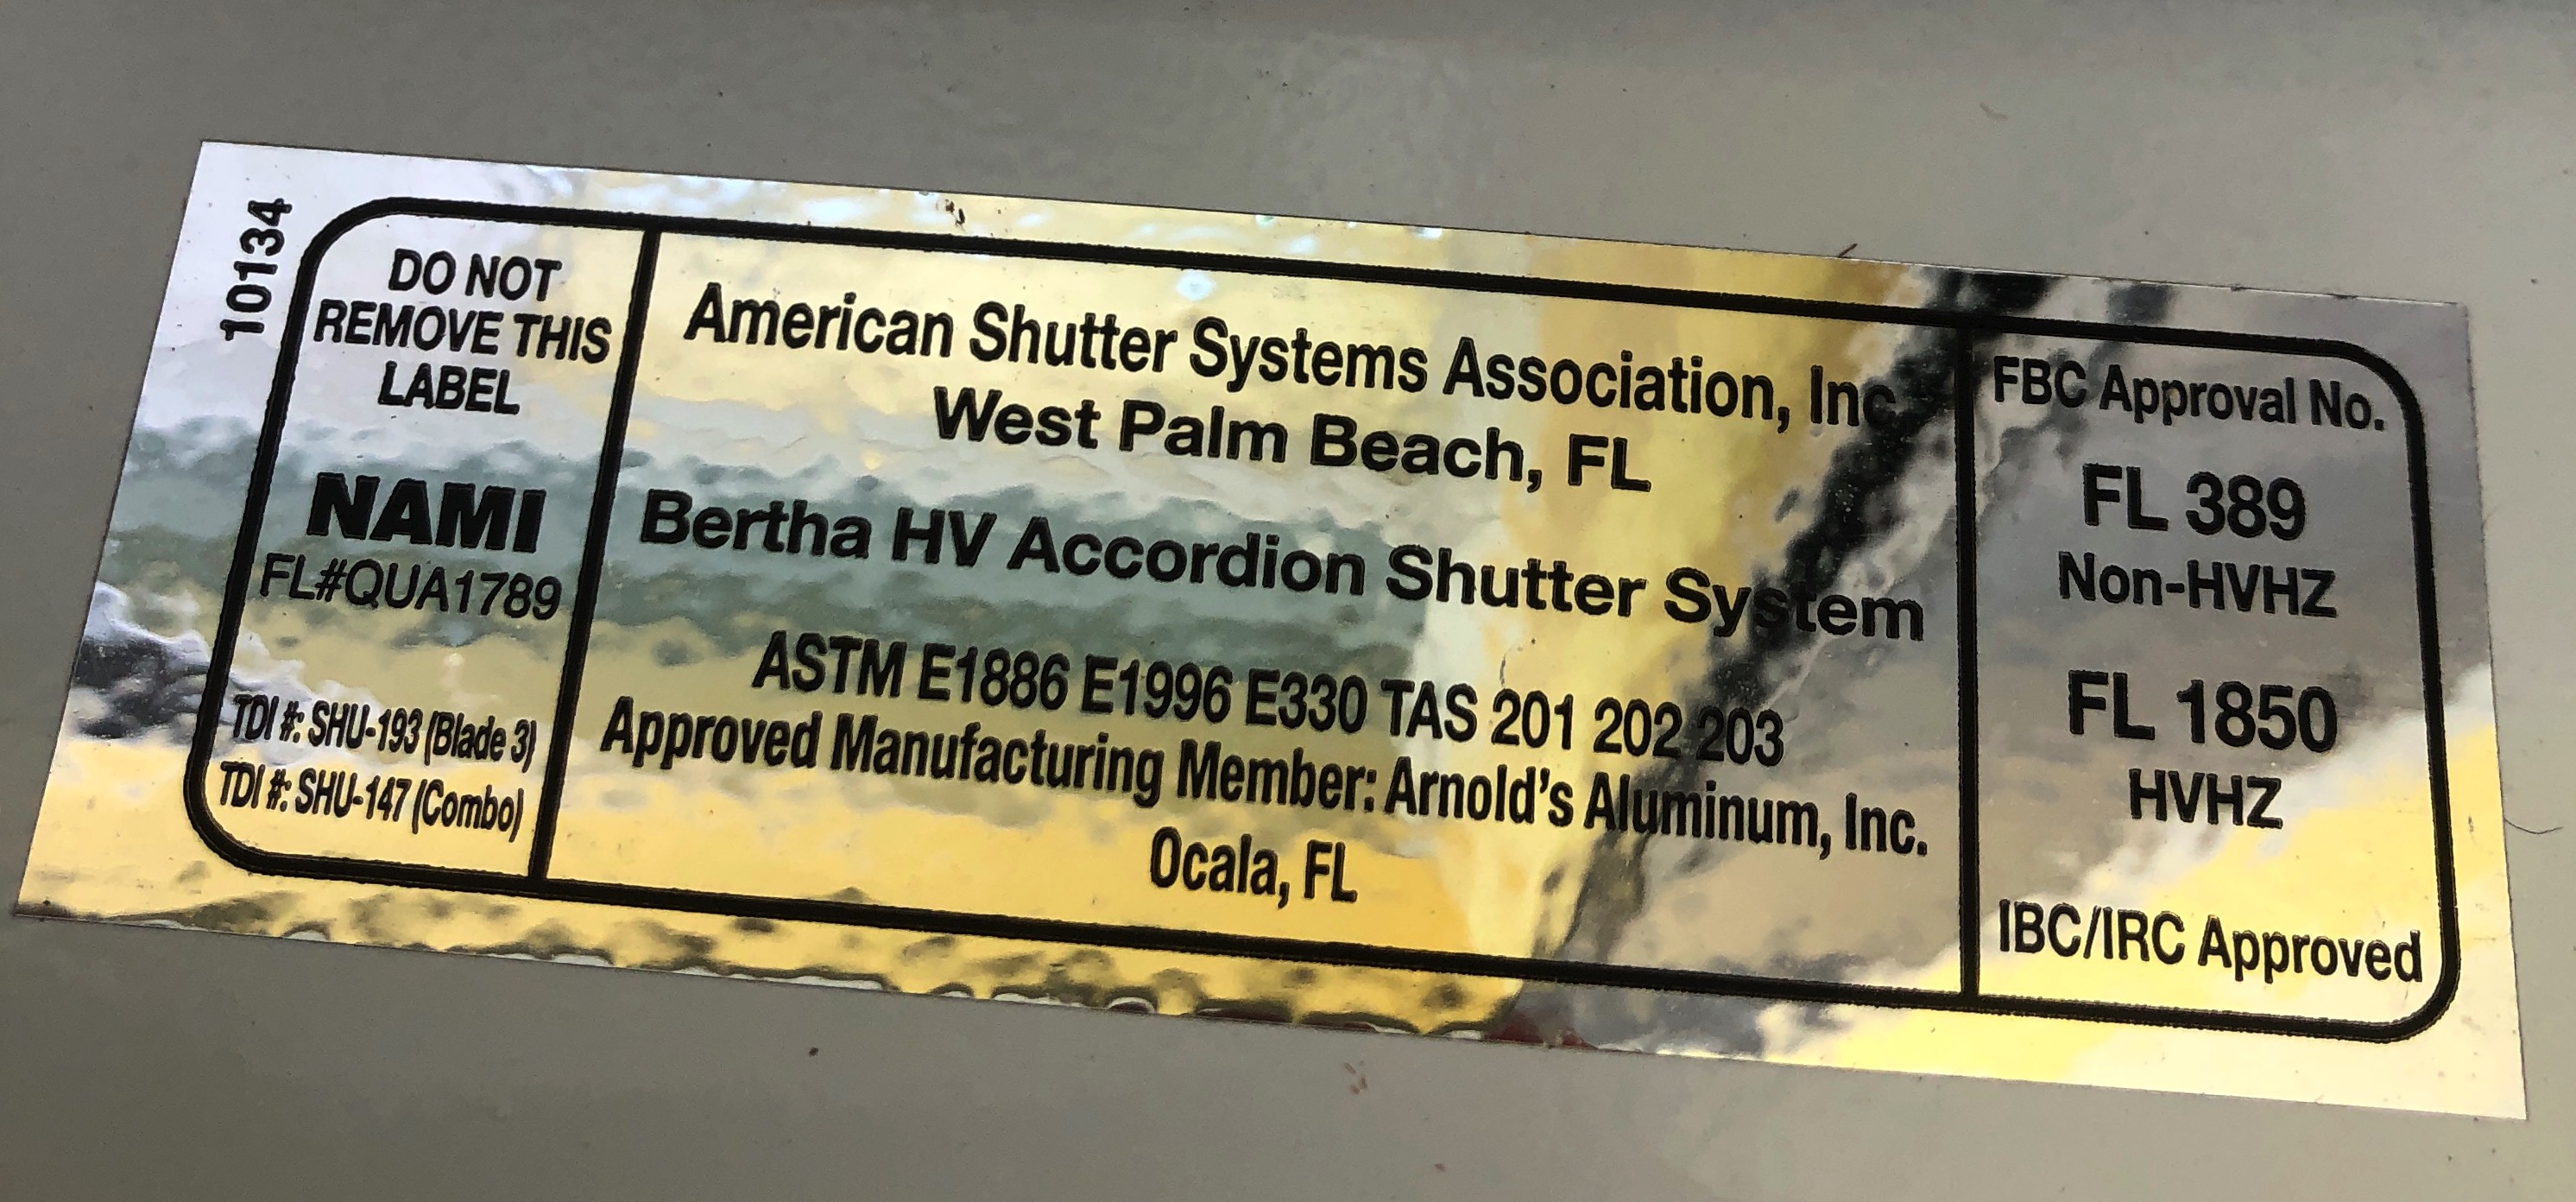 10134
DO NOT
REMOVE THIS
LABEL
NAMI
FL#QUA1789
TDI #: SHU-193 (Blade 3)
TDI #: SHU-147 (Combo)
American Shutter Systems Association, Inc.
West Palm Beach, FL
Bertha HV Accordion Shutter System
ASTM E1886 E1996 E330 TAS 201 202 203
Approved Manufacturing Member: Arnold's Aluminum, Inc.
Ocala, FL
FBC Approval No.
FL 389
Non-HVHZ
FL 1850
HVHZ
IBC/IRC Approved